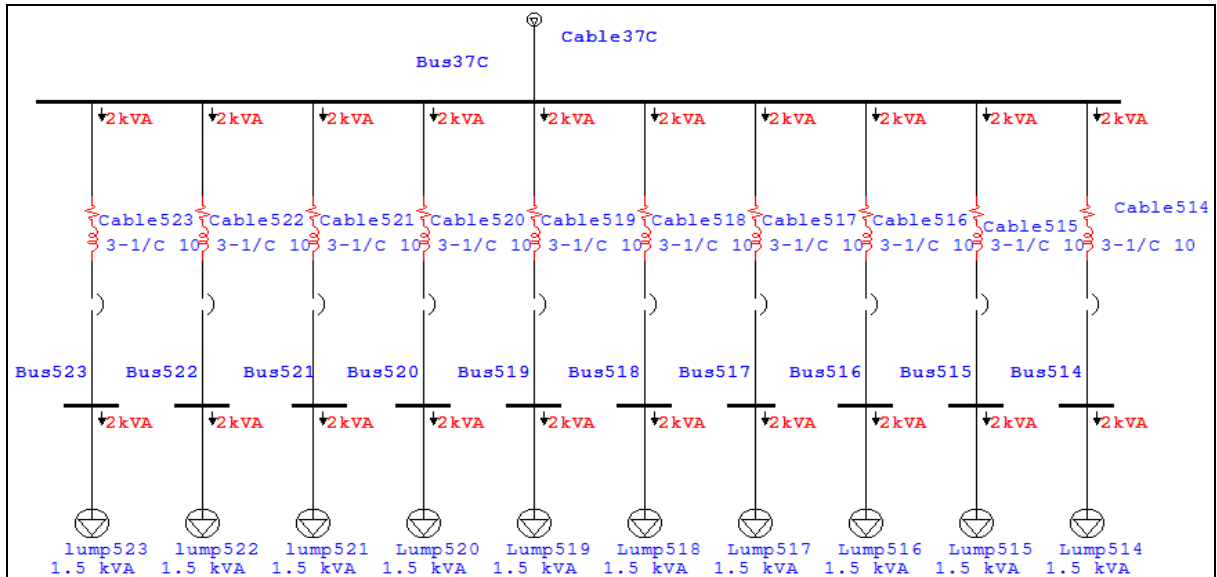 Cable37C
Bus37C
2kVA 2kVA 2kVA 2kVA 2kVA 2kVA 2kVA 2kVA 2kVA 2kVA
Cable523 Cable522 Cable521 Cable520 Cable519 Cable518 Cable517 Cable516 Cable515 Cable514
3-1/C 10 3-1/C 10 3-1/C 10 3-1/C 10 3-1/C 10 3-1/C 10 3-1/C 10 3-1/C 10 3-1/C 10 3-1/C 10
Bus523 Bus522 Bus521 Bus520 Bus519 Bus518 Bus517 Bus516 Bus515 Bus514
2kVA 2kVA 2kVA 2kVA 2kVA 2kVA 2kVA 2kVA 2kVA 2kVA
lump523 lump522 lump521 Lump520 Lump519 Lump518 Lump517 Lump516 Lump515 Lump514
1.5 kVA 1.5 kVA 1.5 kVA 1.5 kVA 1.5 kVA 1.5 kVA 1.5 kVA 1.5 kVA 1.5 kVA 1.5 kVA